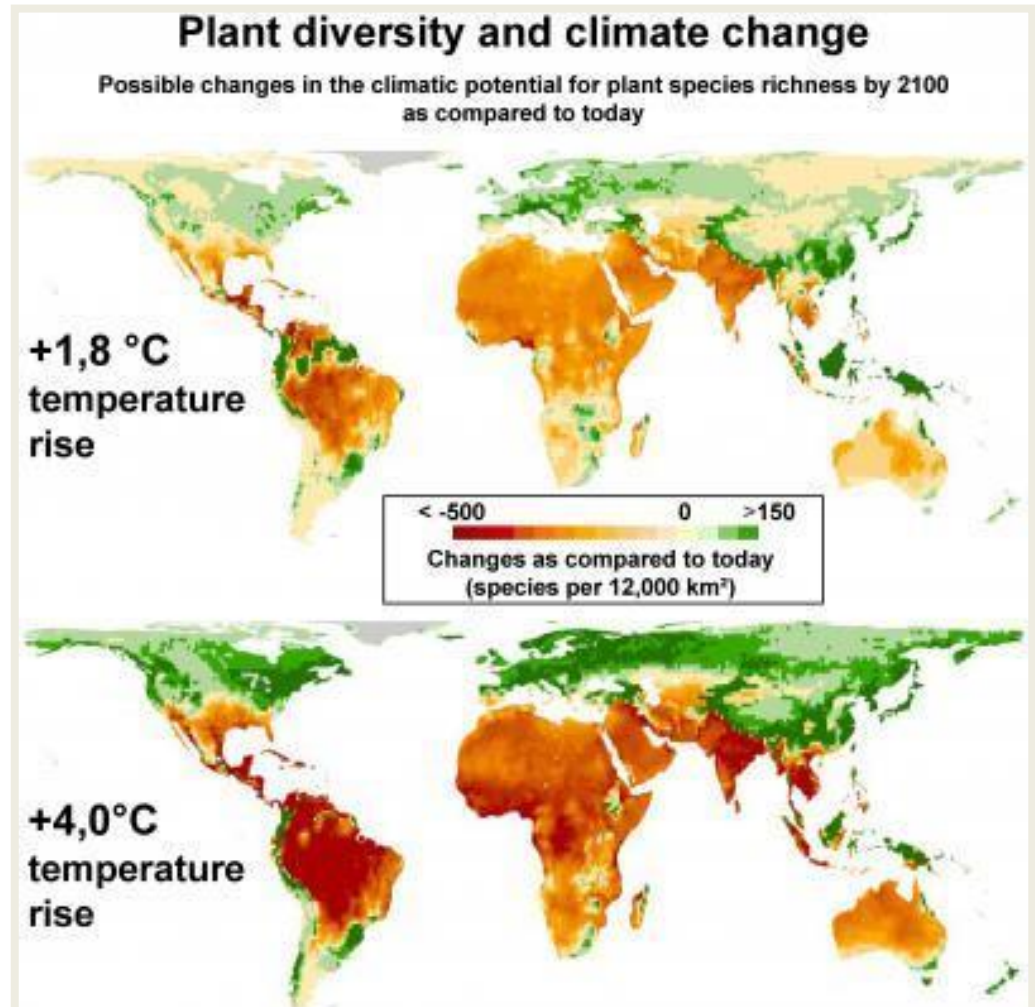 Plant diversity and climate change
Possible changes in the climatic potential for plant species richness by 2100
as compared to today
+1,8 °C
temperature
rise
< -500 0 >150
Changes as compared to today
(species per 12,000 km²)
+4,0°C
temperature
rise